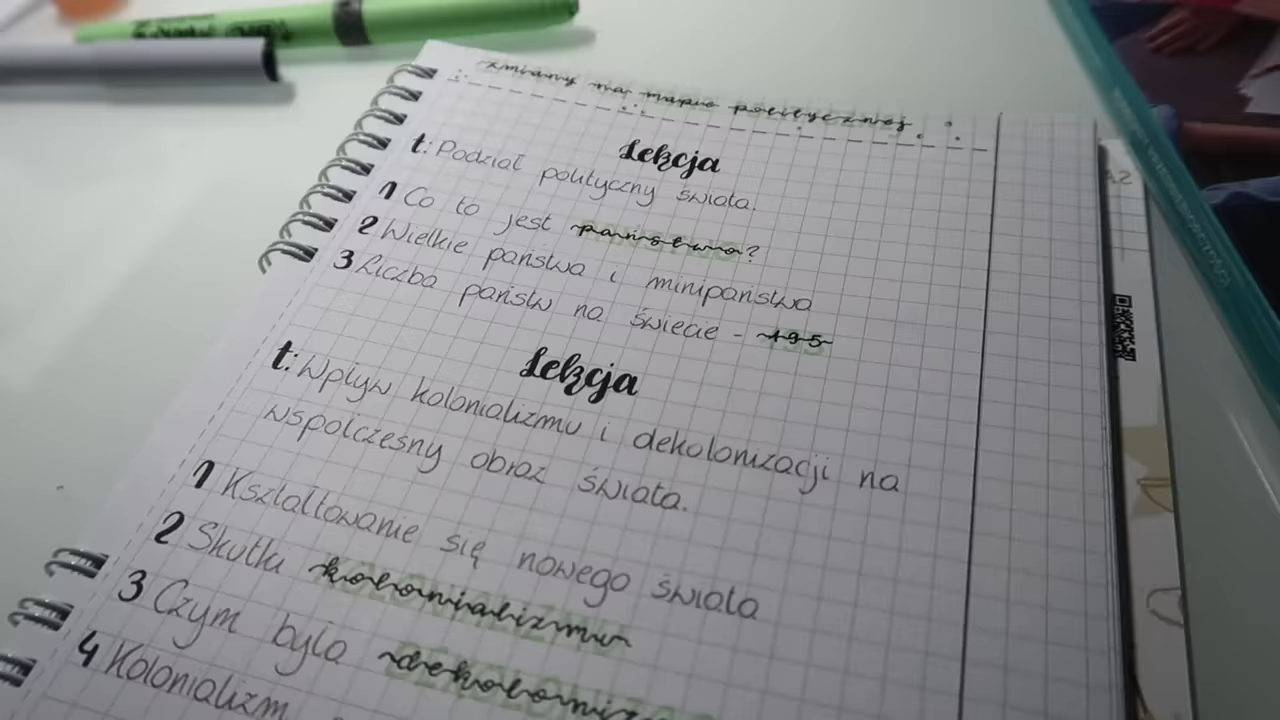 zmiany na mapie politycznej
Lekcja
t: Podział polityczny świata.
1 Co to jest państwo?
2 Wielkie państwa i minipaństwa
3 Liczba państw na świecie - 195
Lekcja
t: Wpływ kolonializmu i dekolonizacji na
współczesny obraz świata.
1 Kształtowanie się nowego świata
2 Skutki kolonializmu
3 Czym była
4 Kolonializm